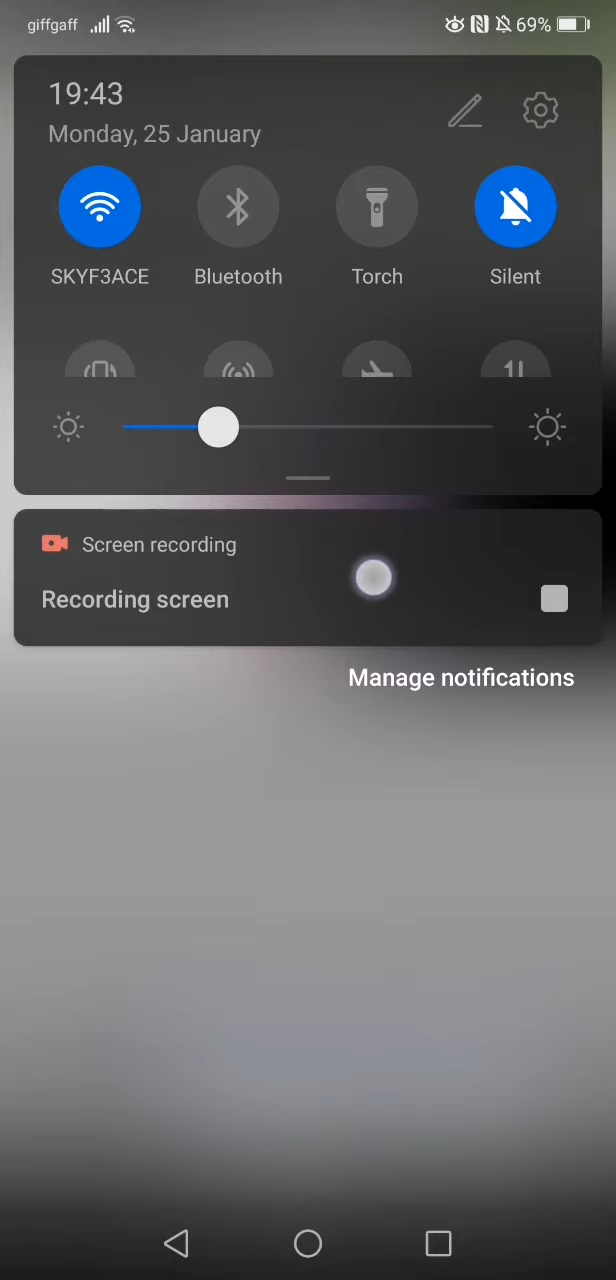 giffgaff 69%
19:43
Monday, 25 January
SKYF3ACE Bluetooth Torch Silent
Screen recording
Recording screen
Manage notifications